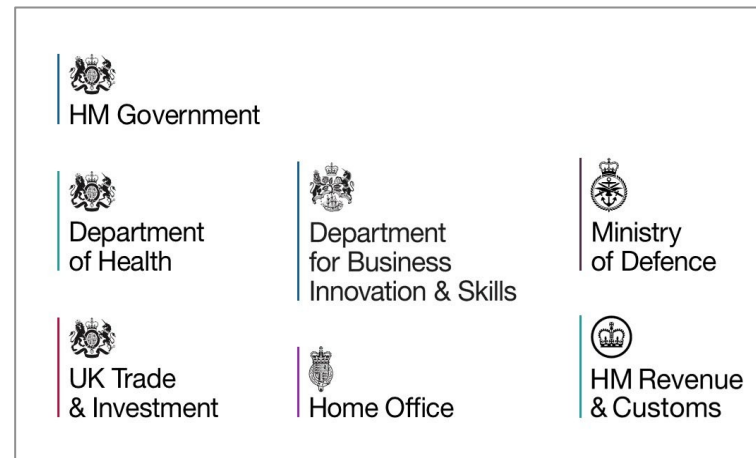 HM Government
Department
of Health
Department
for Business
Innovation & Skills
Ministry
of Defence
UK Trade
& Investment
Home Office
HM Revenue
& Customs